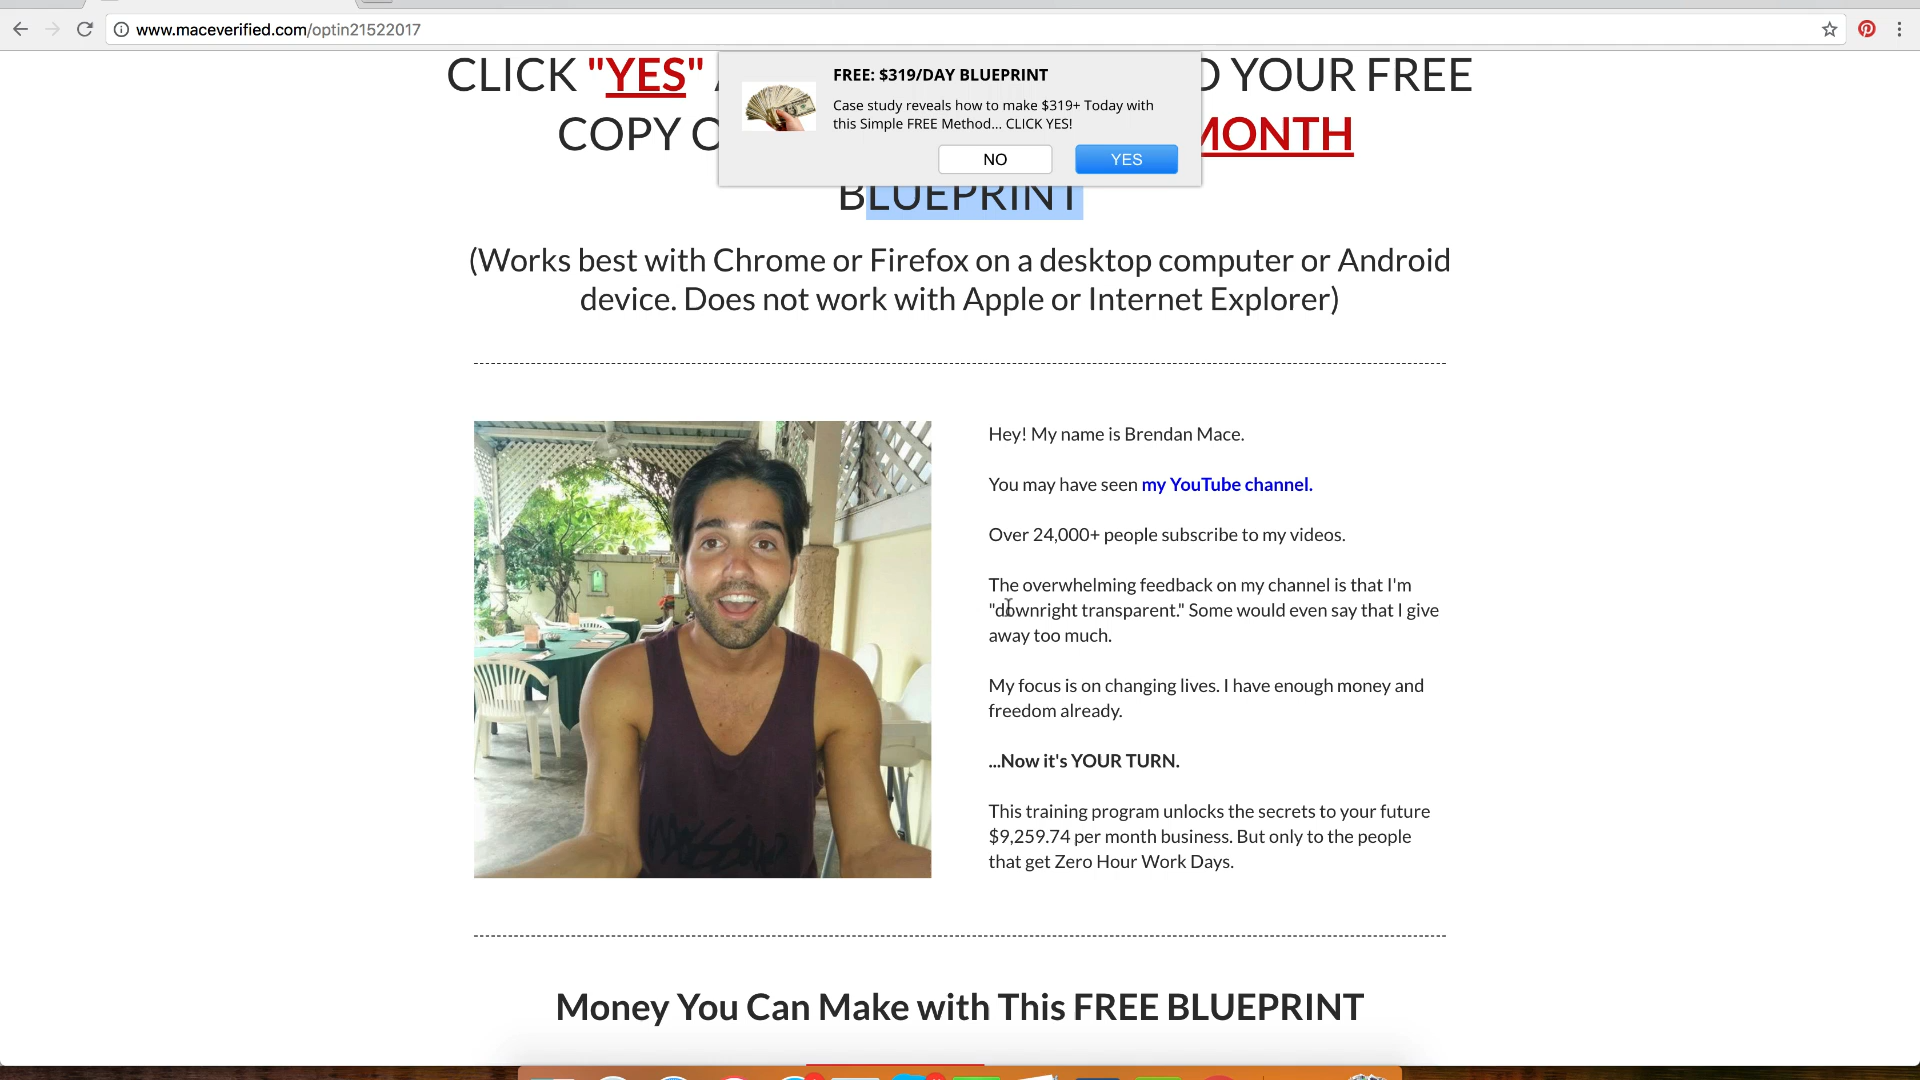 www.maceverified.com/optin21522017
CLICK "YES" D YOUR FREE
COPY O MONTH
BLUEPRINT
FREE: $319/DAY BLUEPRINT
Case study reveals how to make $319+ Today with
this Simple FREE Method... CLICK YES!
NO YES
(Works best with Chrome or Firefox on a desktop computer or Android
device. Does not work with Apple or Internet Explorer)
Hey! My name is Brendan Mace.
You may have seen my YouTube channel.
Over 24,000+ people subscribe to my videos.
The overwhelming feedback on my channel is that I'm
"downright transparent." Some would even say that I give
away too much.
My focus is on changing lives. I have enough money and
freedom already.
...Now it's YOUR TURN.
This training program unlocks the secrets to your future
$9,259.74 per month business. But only to the people
that get Zero Hour Work Days.
Money You Can Make with This FREE BLUEPRINT